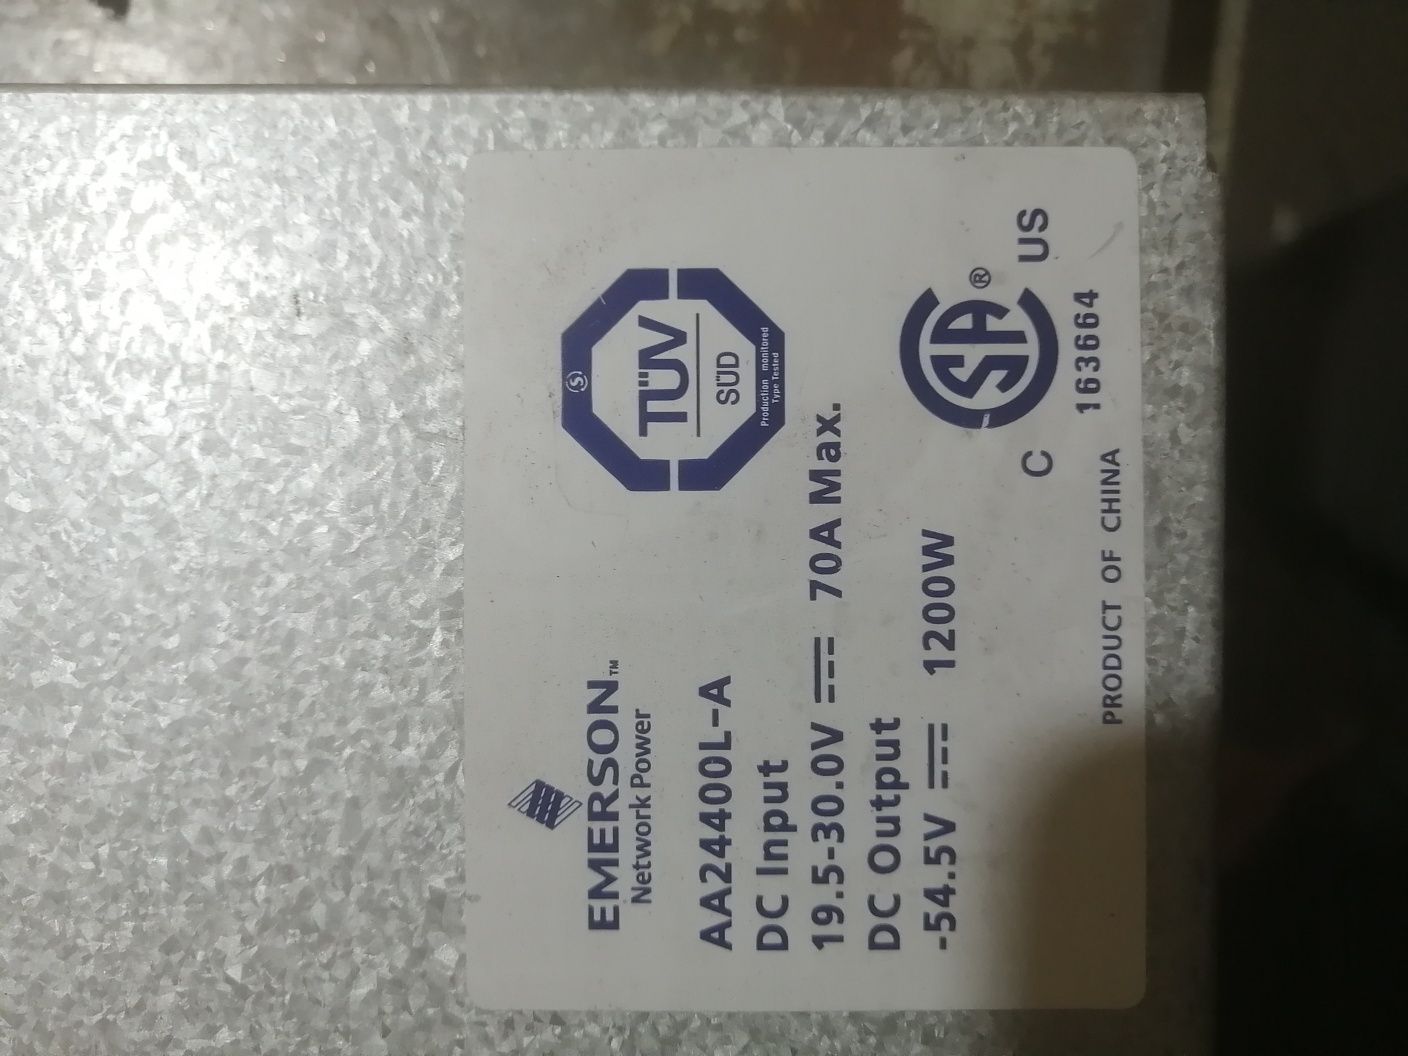 EMERSON™
Network Power
TÜV
SÜD
Production monitored
Type Tested
AA24400L-A
DC Input
19.5-30.0V ⎓ 70A Max.
DC Output
-54.5V ⎓ 1200W
C SA® US
163664
PRODUCT OF CHINA